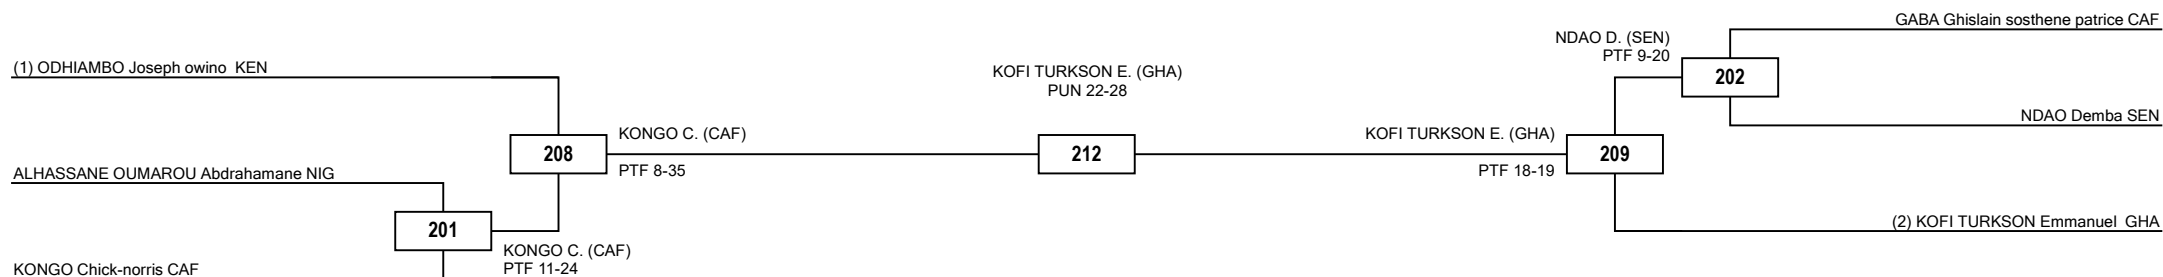 GABA Ghislain sosthene patrice CAF
NDAO D. (SEN)
PTF 9-20
(1) ODHIAMBO Joseph owino KEN
KOFI TURKSON E. (GHA)
PUN 22-28
202
NDAO Demba SEN
KONGO C. (CAF)
KOFI TURKSON E. (GHA)
208
212
209
PTF 8-35
PTF 18-19
ALHASSANE OUMAROU Abdrahamane NIG
(2) KOFI TURKSON Emmanuel GHA
201
KONGO C. (CAF)
PTF 11-24
KONGO Chick-norris CAF